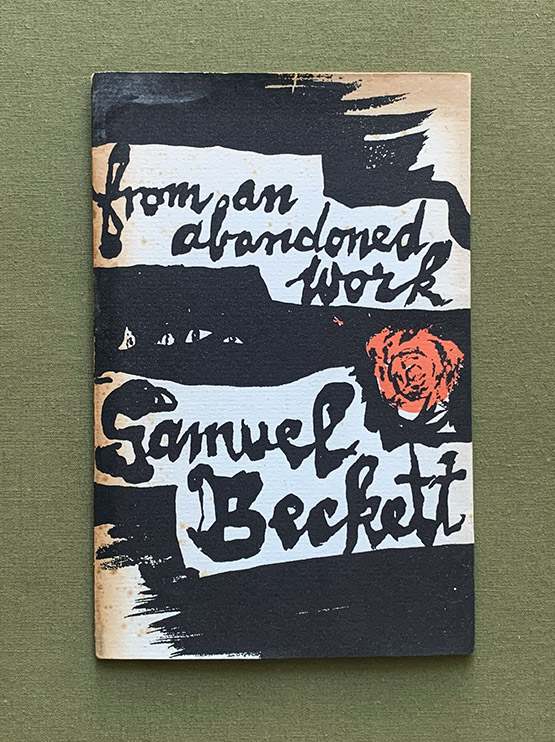 from an
abandoned
work
Samuel
Beckett